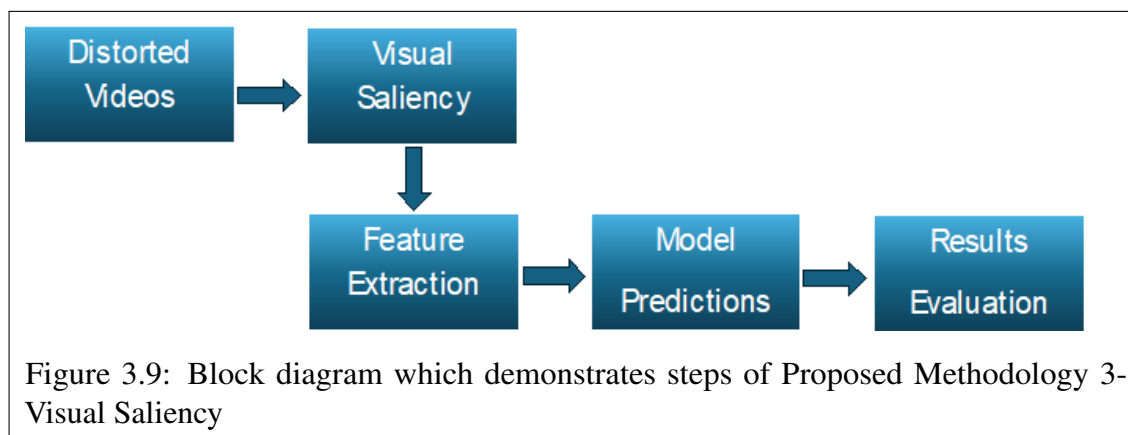 Distorted
Videos
Visual
Saliency
Feature
Extraction
Model
Predictions
Results
Evaluation
Figure 3.9: Block diagram which demonstrates steps of Proposed Methodology 3-
Visual Saliency